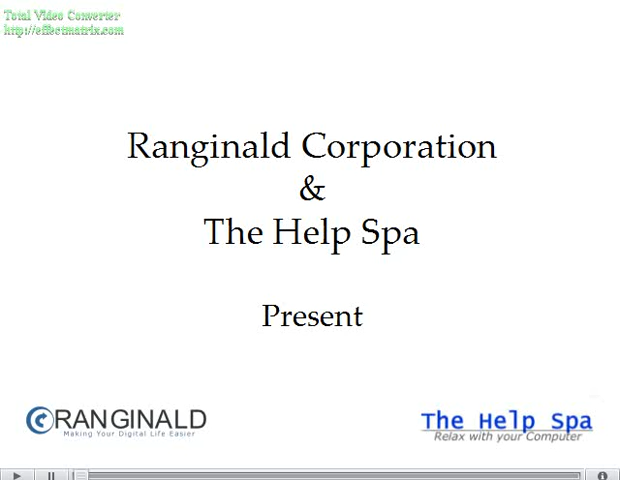 Total Video Converter
http://effectmatrix.com
Ranginald Corporation
&
The Help Spa
Present
RANGINALD
Making Your Digital Life Easier
The Help Spa
Relax with your Computer